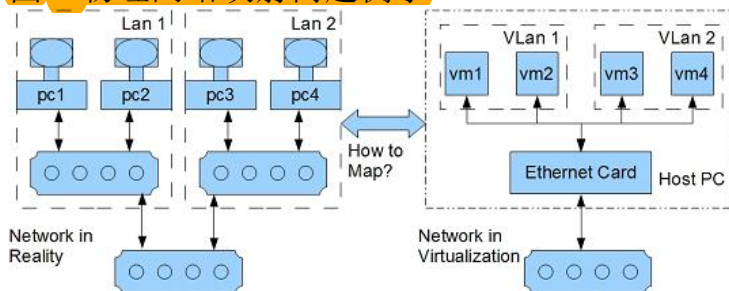 Lan 1
Lan 2
VLan 1
VLan 2
pc1
pc2
pc3
pc4
vm1
vm2
vm3
vm4
How to
Map?
Ethernet Card
Host PC
Network in
Reality
Network in
Virtualization